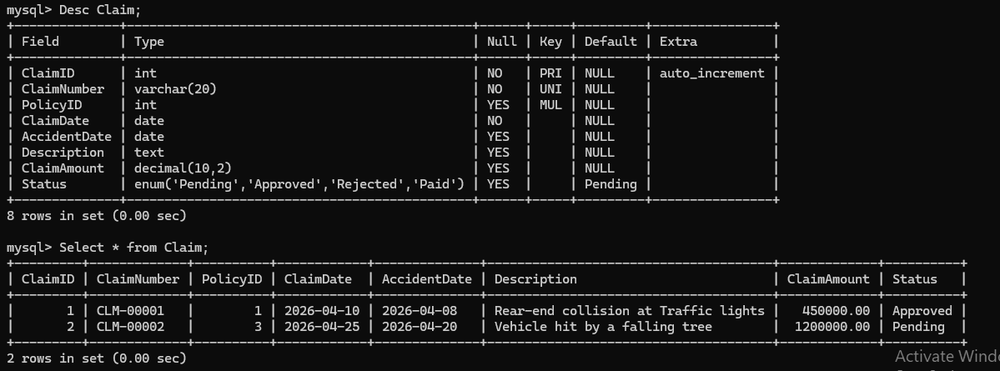 mysql> Desc Claim;
+--------------+----------------------------------------------+------+-----+---------+----------------+
| Field        | Type                                         | Null | Key | Default | Extra          |
+--------------+----------------------------------------------+------+-----+---------+----------------+
| ClaimID      | int                                          | NO   | PRI | NULL    | auto_increment |
| ClaimNumber  | varchar(20)                                  | NO   | UNI | NULL    |                |
| PolicyID     | int                                          | YES  | MUL | NULL    |                |
| ClaimDate    | date                                         | NO   |     | NULL    |                |
| AccidentDate | date                                         | YES  |     | NULL    |                |
| Description  | text                                         | YES  |     | NULL    |                |
| ClaimAmount  | decimal(10,2)                                | YES  |     | NULL    |                |
| Status       | enum('Pending','Approved','Rejected','Paid') | YES  |     | Pending |                |
+--------------+----------------------------------------------+------+-----+---------+----------------+
8 rows in set (0.00 sec)

mysql> Select * from Claim;
+---------+-------------+----------+------------+--------------+--------------------------------------+-------------+----------+
| ClaimID | ClaimNumber | PolicyID | ClaimDate  | AccidentDate | Description                          | ClaimAmount | Status   |
+---------+-------------+----------+------------+--------------+--------------------------------------+-------------+----------+
|       1 | CLM-00001   |        1 | 2026-04-10 | 2026-04-08   | Rear-end collision at Traffic lights |   450000.00 | Approved |
|       2 | CLM-00002   |        3 | 2026-04-25 | 2026-04-20   | Vehicle hit by a falling tree        |  1200000.00 | Pending  |
+---------+-------------+----------+------------+--------------+--------------------------------------+-------------+----------+
2 rows in set (0.00 sec)
Activate Windo